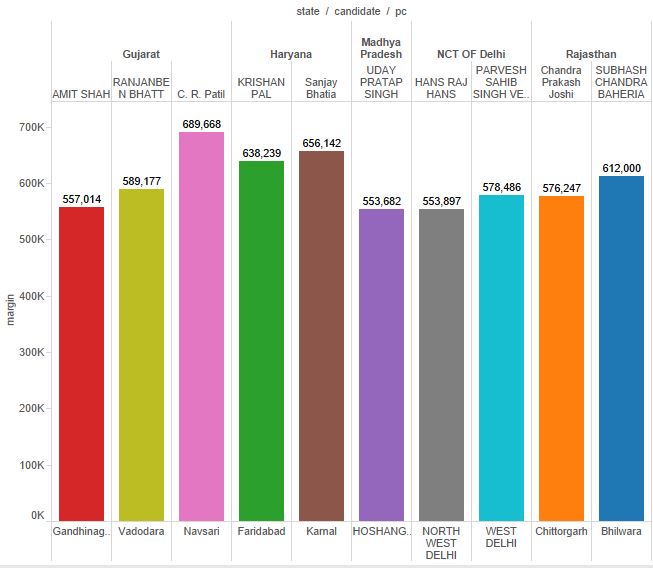 state / candidate / pc
Gujarat
Haryana
Madhya
Pradesh
NCT OF Delhi
Rajasthan
AMIT SHAH
RANJANBE
N BHATT
C. R. Patil
KRISHAN
PAL
Sanjay
Bhatia
UDAY
PRATAP
SINGH
HANS RAJ
HANS
PARVESH
SAHIB
SINGH VE..
Chandra
Prakash
Joshi
SUBHASH
CHANDRA
BAHERIA
margin
700K
600K
500K
400K
300K
200K
100K
0K
557,014
589,177
689,668
638,239
656,142
553,682
553,897
578,486
576,247
612,000
Gandhinag..
Vadodara
Navsari
Faridabad
Karnal
HOSHANG..
NORTH
WEST
DELHI
WEST
DELHI
Chittorgarh
Bhilwara